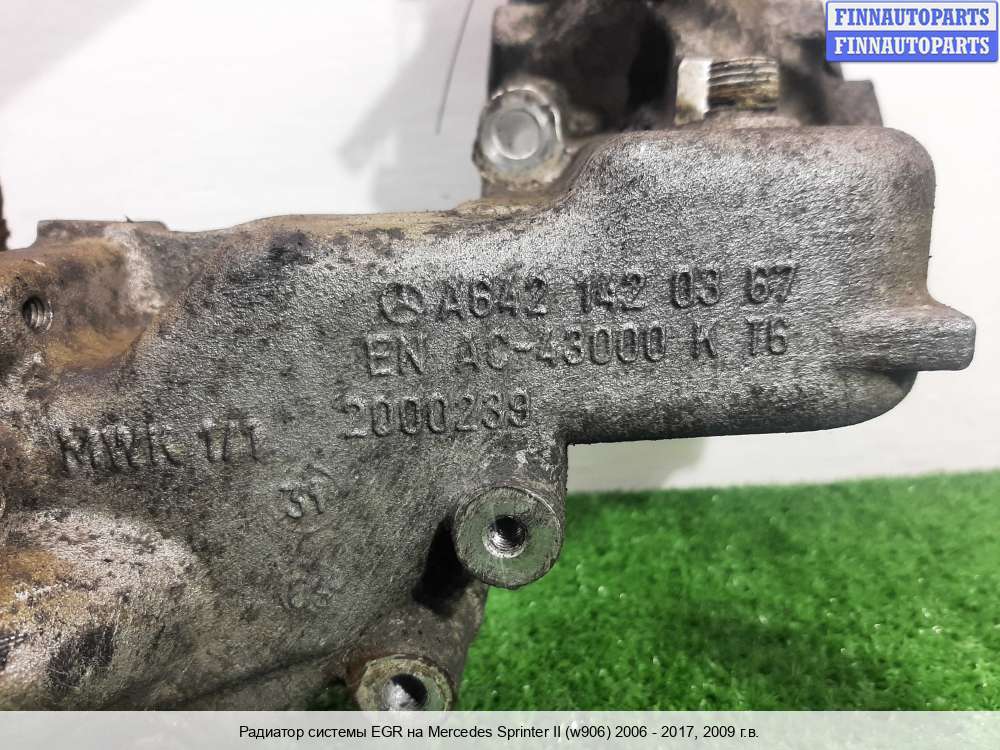 FINNAUTOPARTS
FINNAUTOPARTS
A642 142 03 67
EN AC-43000 K T6
2000239
MWK 1/1
31
Радиатор системы EGR на Mercedes Sprinter II (w906) 2006 - 2017, 2009 г.в.